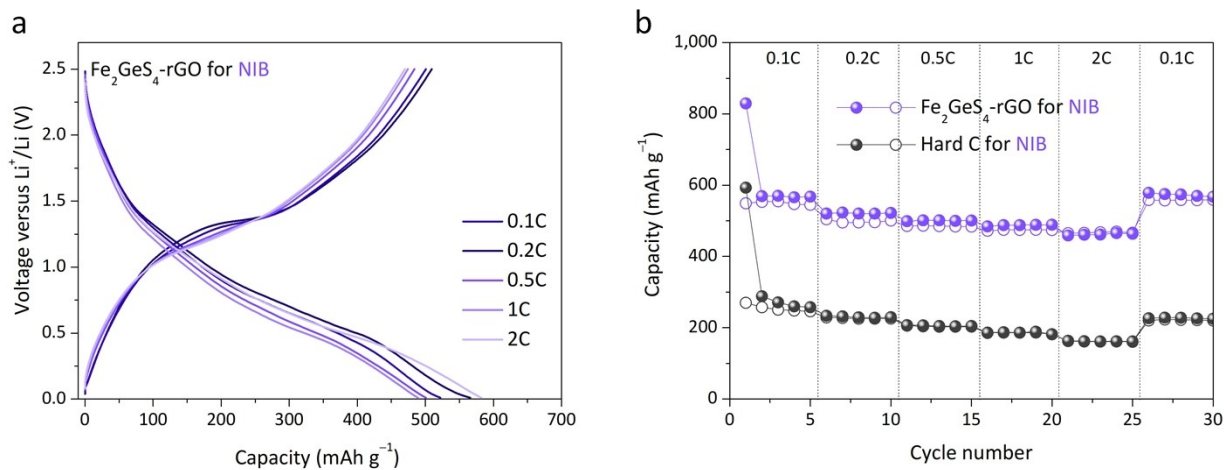 a
Fe₂GeS₄-rGO for NIB
Voltage versus Li⁺/Li (V)
2.5
2.0
1.5
1.0
0.5
0.0
0.1C
0.2C
0.5C
1C
2C
0 100 200 300 400 500 600 700
Capacity (mAh g⁻¹)
b
Capacity (mAh g⁻¹)
1,000
800
600
400
200
0
0.1C 0.2C 0.5C 1C 2C 0.1C
Fe₂GeS₄-rGO for NIB
Hard C for NIB
0 5 10 15 20 25 30
Cycle number